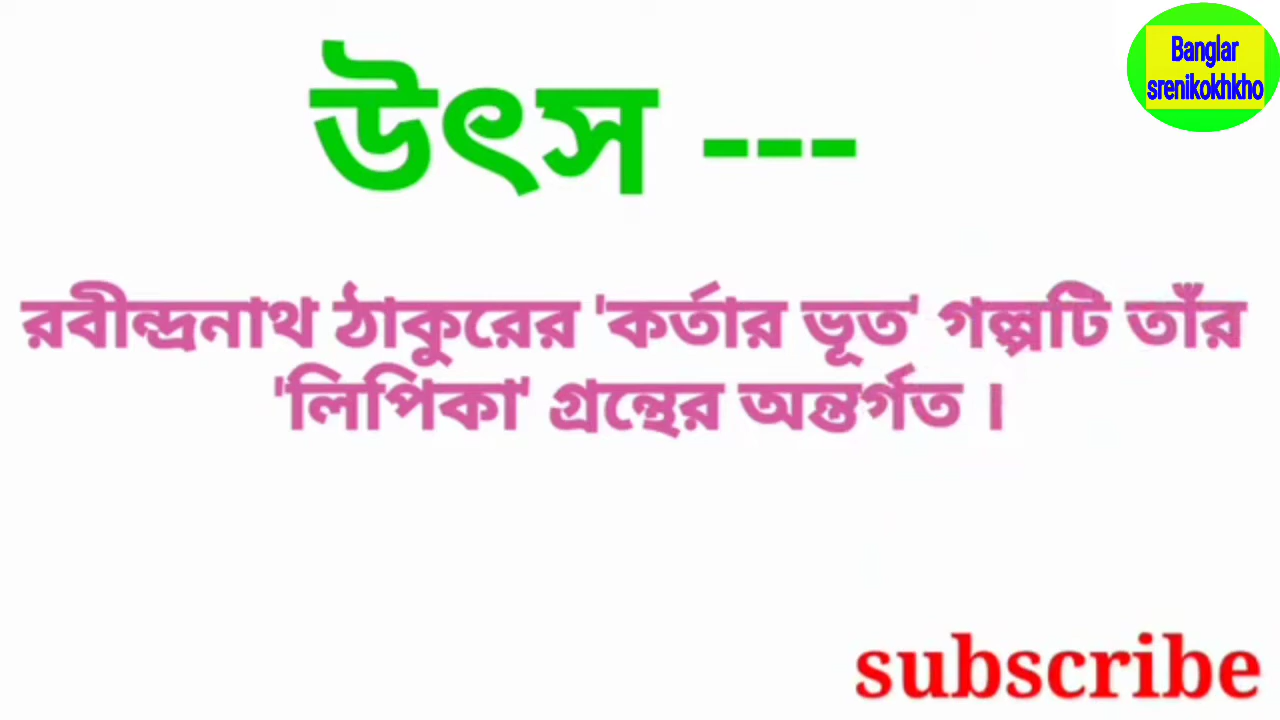 Banglar
srenikokhkho
উৎস ---
রবীন্দ্রনাথ ঠাকুরের 'কর্তার ভূত' গল্পটি তাঁর
'লিপিকা' গ্রন্থের অন্তর্গত ।
subscribe